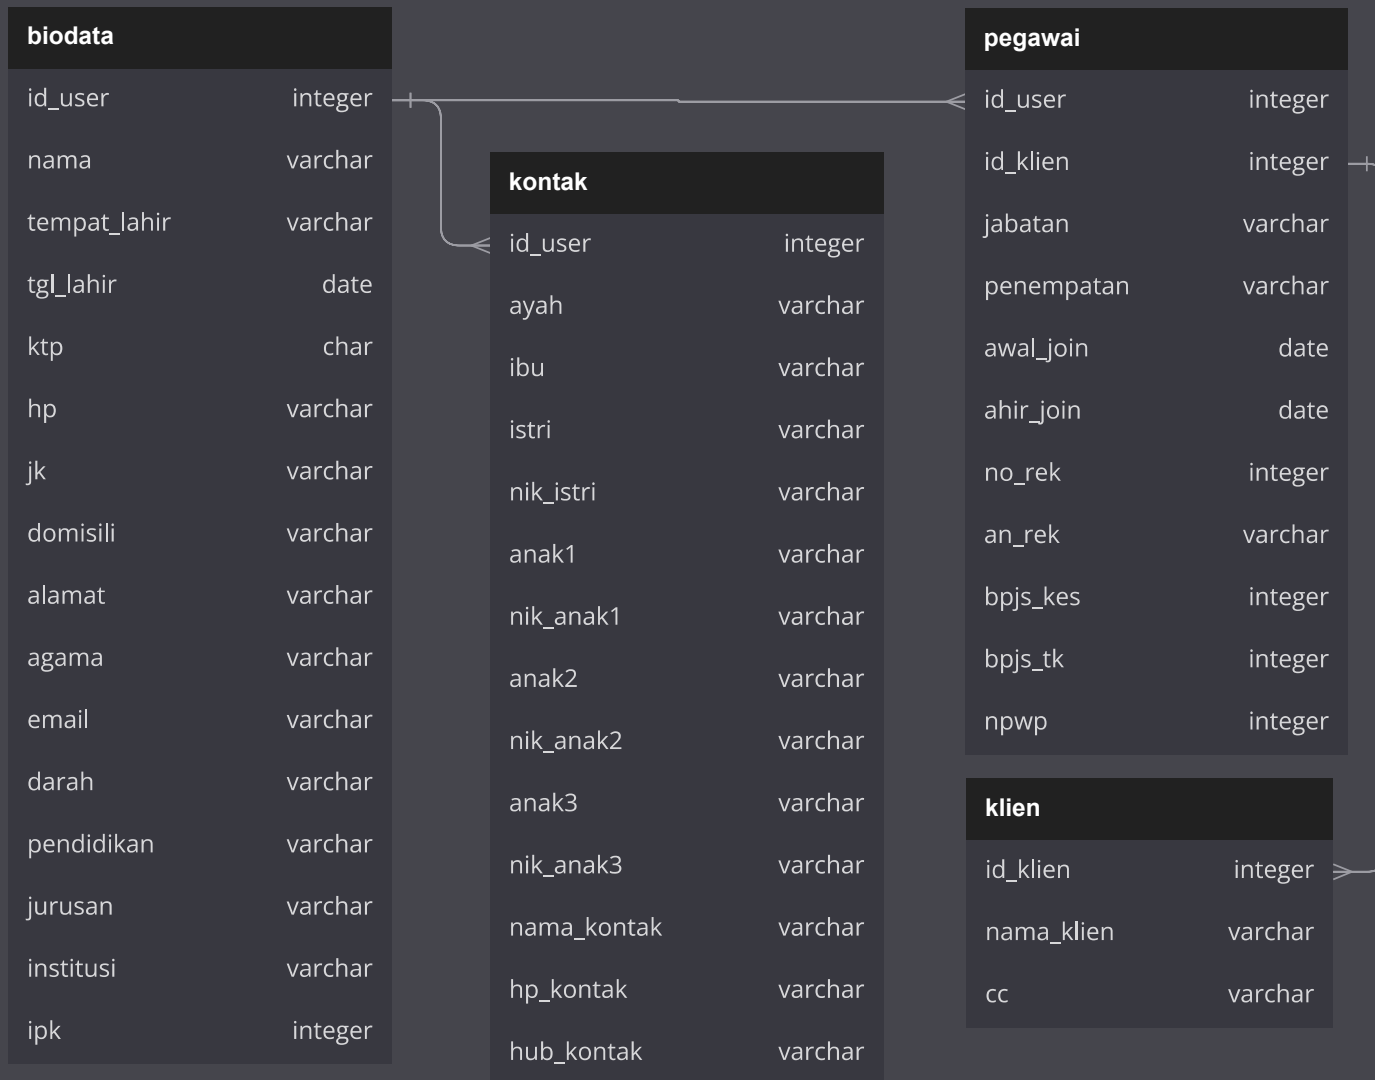 biodata
id_user integer
nama varchar
tempat_lahir varchar
tgl_lahir date
ktp char
hp varchar
jk varchar
domisili varchar
alamat varchar
agama varchar
email varchar
darah varchar
pendidikan varchar
jurusan varchar
institusi varchar
ipk integer
kontak
id_user integer
ayah varchar
ibu varchar
istri varchar
nik_istri varchar
anak1 varchar
nik_anak1 varchar
anak2 varchar
nik_anak2 varchar
anak3 varchar
nik_anak3 varchar
nama_kontak varchar
hp_kontak varchar
hub_kontak varchar
pegawai
id_user integer
id_klien integer
jabatan varchar
penempatan varchar
awal_join date
ahir_join date
no_rek integer
an_rek varchar
bpjs_kes integer
bpjs_tk integer
npwp integer
klien
id_klien integer
nama_klien varchar
cc varchar